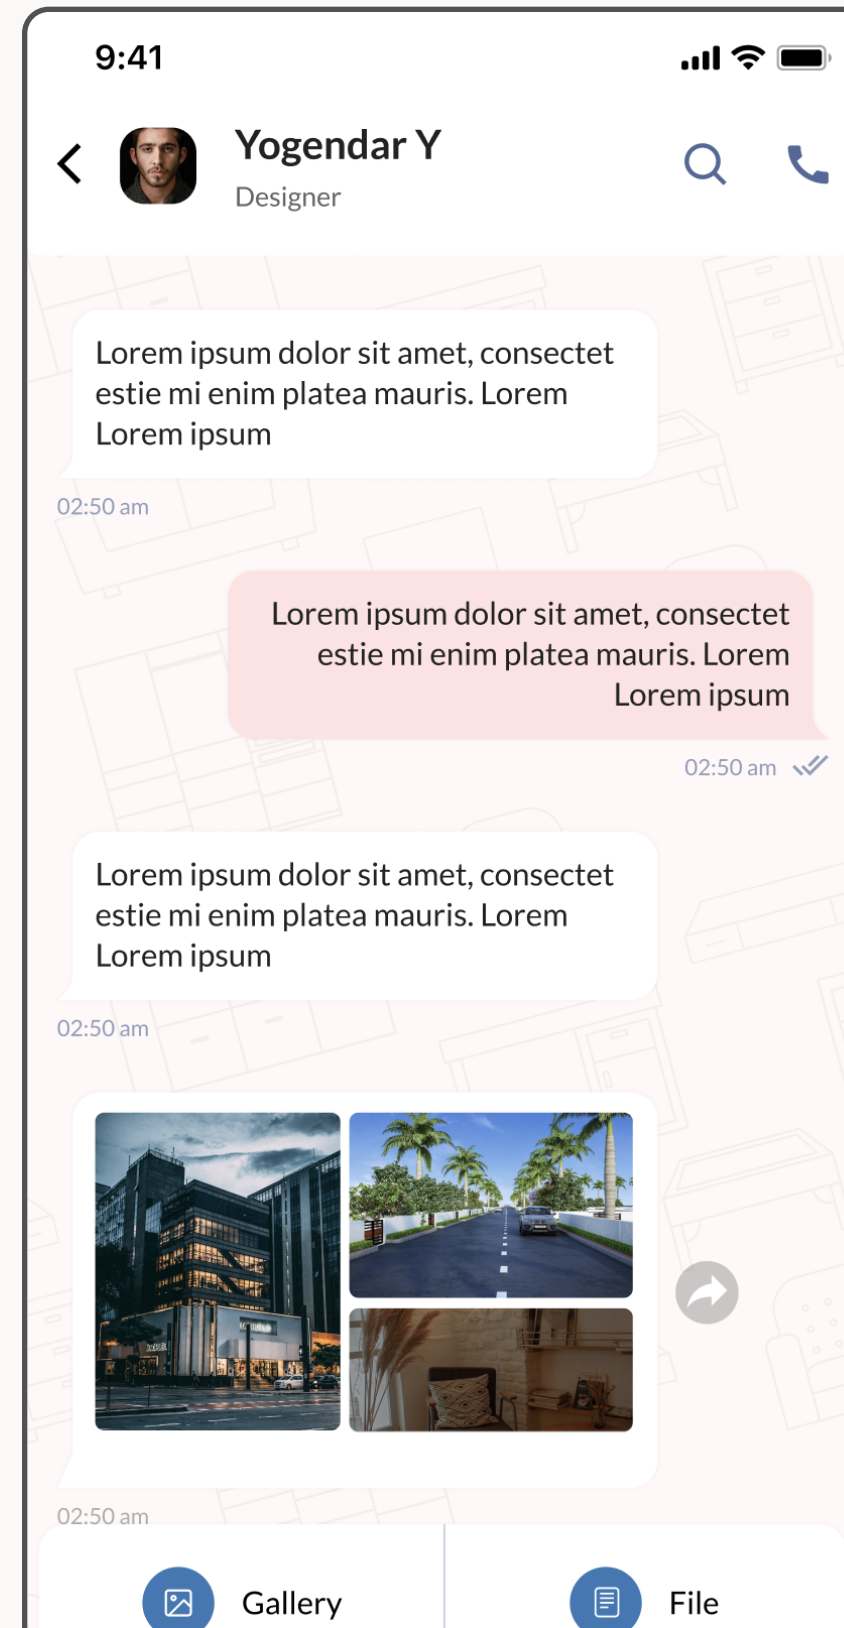 9:41
Yogendar Y
Designer
Lorem ipsum dolor sit amet, consectet
estie mi enim platea mauris. Lorem
Lorem ipsum
02:50 am
Lorem ipsum dolor sit amet, consectet
estie mi enim platea mauris. Lorem
Lorem ipsum
02:50 am
Lorem ipsum dolor sit amet, consectet
estie mi enim platea mauris. Lorem
Lorem ipsum
02:50 am
02:50 am
Gallery
File